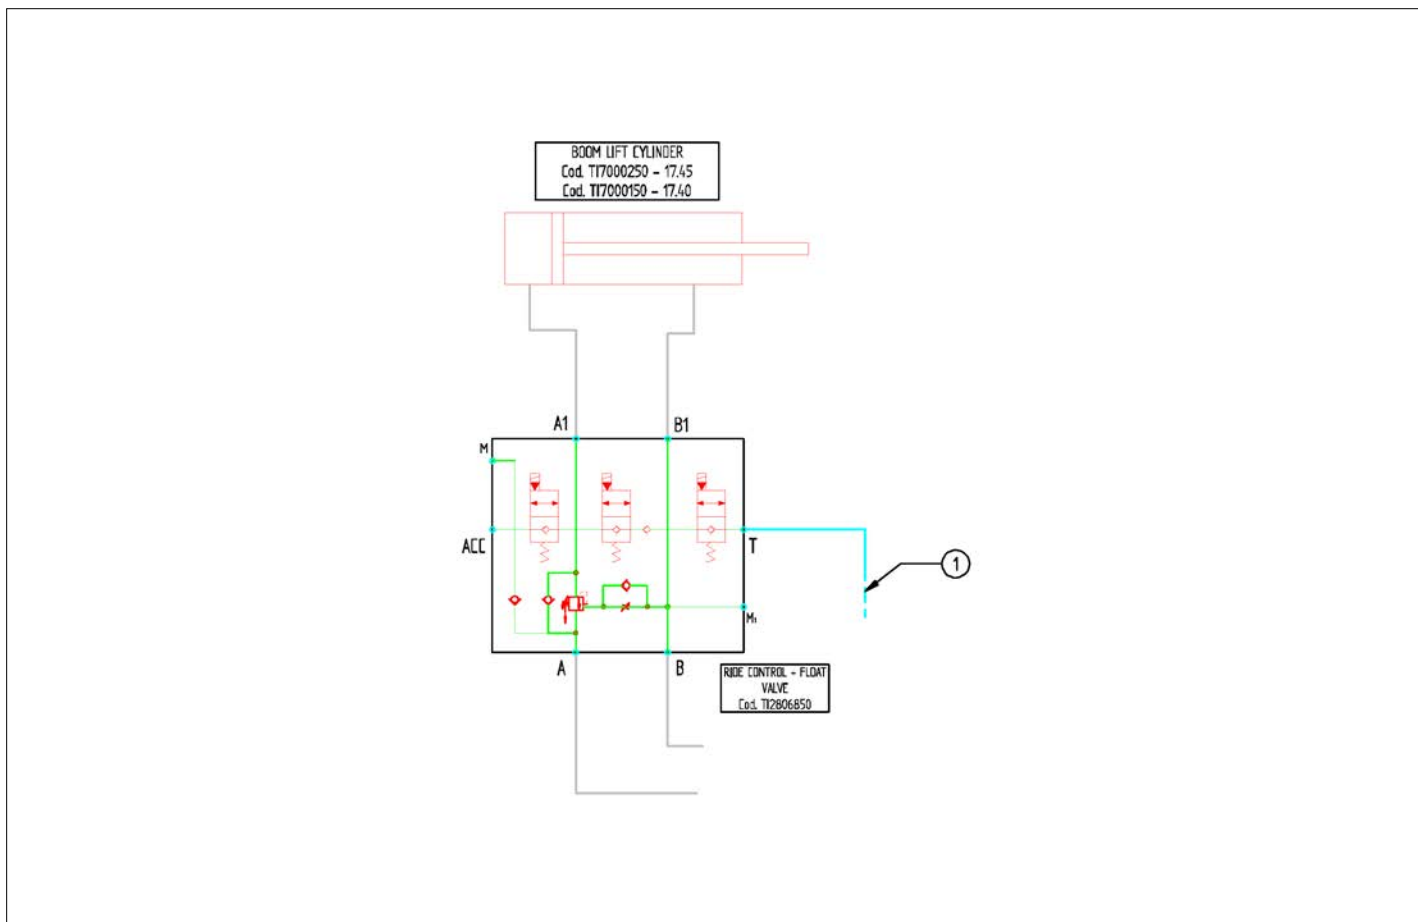 BOOM LIFT CYLINDER
Cod. TI7000250 - 17.45
Cod. TI7000150 - 17.40
A1
B1
M
ACC
T
1
M1
A
B
RIDE CONTROL - FLOAT
VALVE
Cod. TI2806850